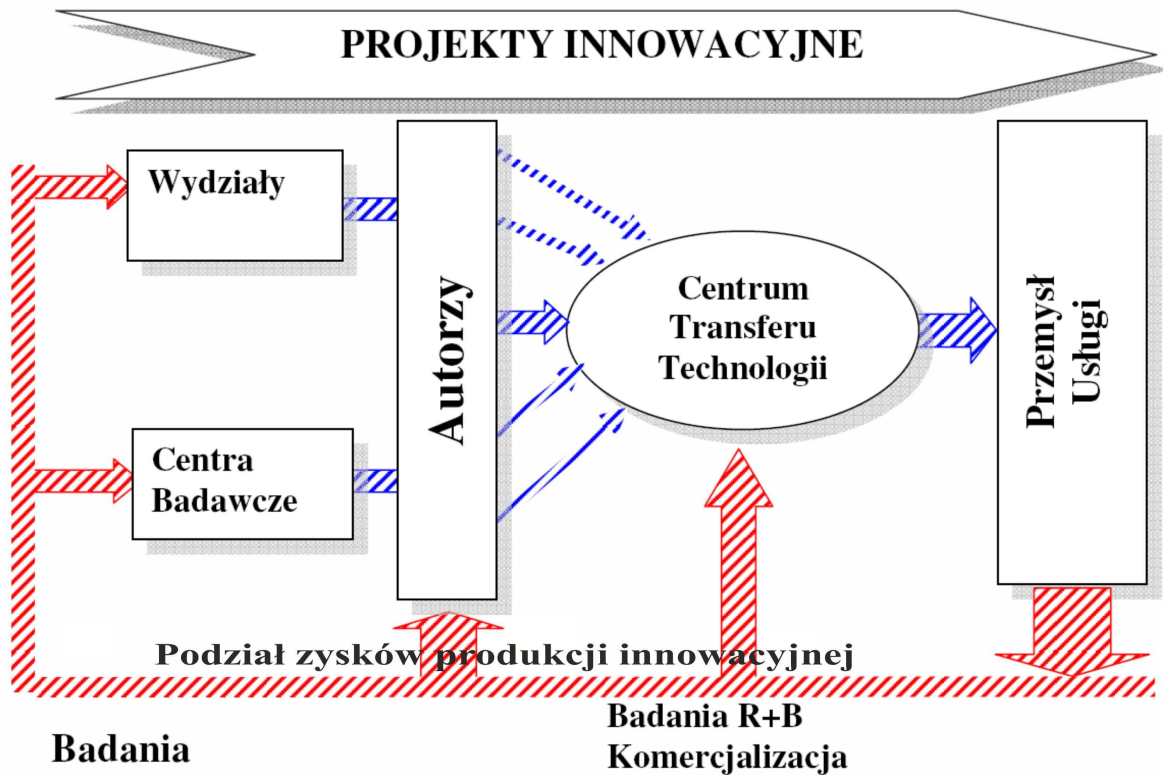 PROJEKTY INNOWACYJNE
Wydziały
Autorzy
Centrum
Transferu
Technologii
Przemysł
Usługi
Centra
Badawcze
Podział zysków produkcji innowacyjnej
Badania R+B
Komercjalizacja
Badania